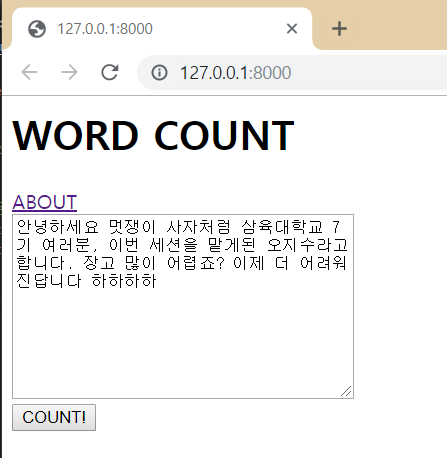 127.0.0.1:8000
127.0.0.1:8000
WORD COUNT
ABOUT
안녕하세요 멋쟁이 사자처럼 삼육대학교 7
기 여러분, 이번 세션을 맡게된 오지수라고
합니다. 장고 많이 어렵죠? 이제 더 어려워
진답니다 하하하하
COUNT!